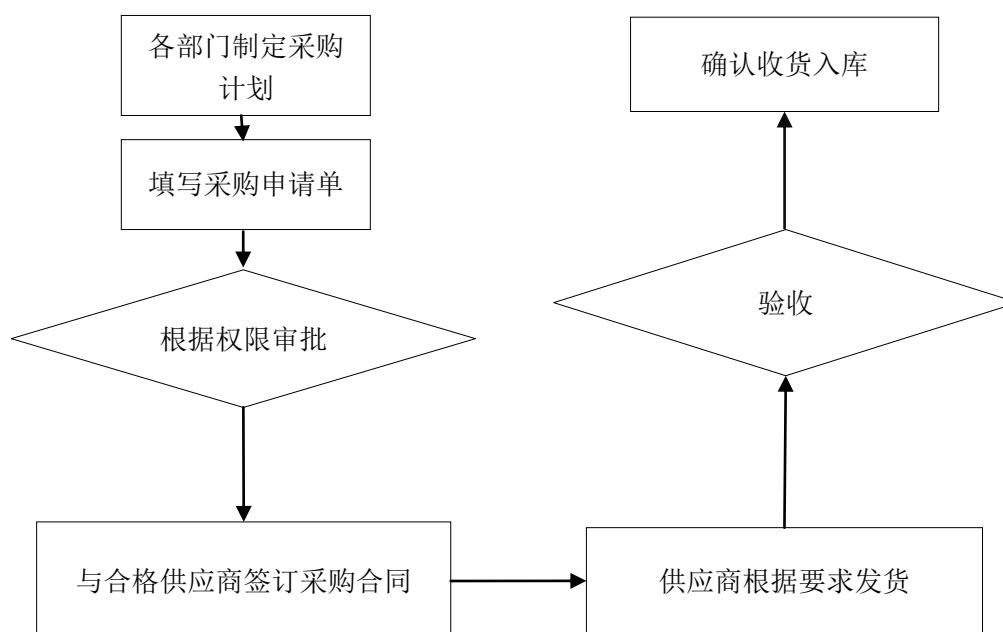 各部门制定采购
计划
填写采购申请单
根据权限审批
与合格供应商签订采购合同
供应商根据要求发货
验收
确认收货入库